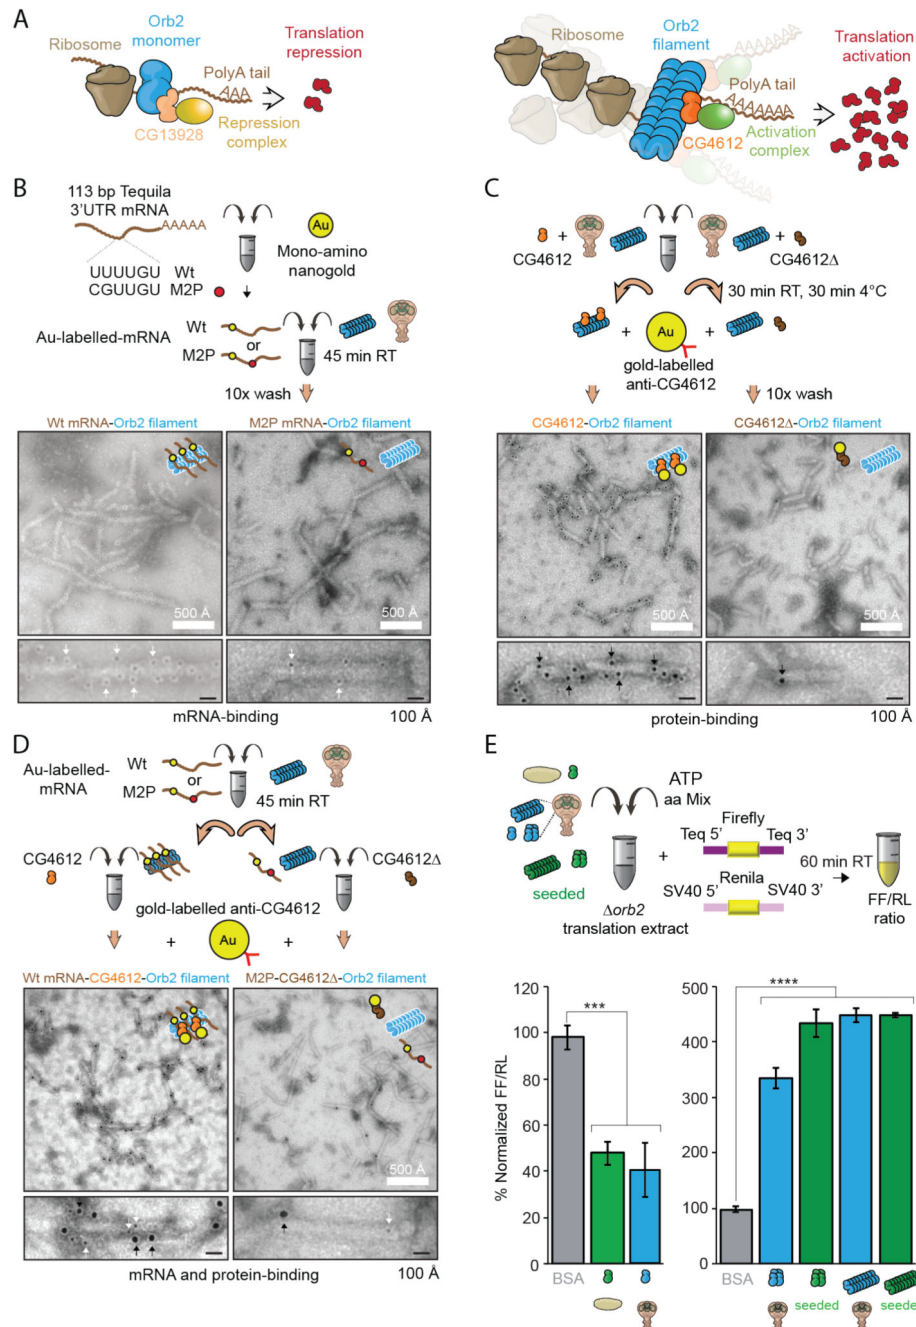 A
Ribosome
Orb2
monomer
Translation
repression
PolyA tail
AAA
CG13928
Repression
complex
Ribosome
Orb2
filament
Translation
activation
PolyA tail
CG4612
Activation
complex
B
113 bp Tequila
3'UTR mRNA
AAAAA
UUUUGU Wt
CGUUGU M2P
Au
Mono-amino
nanogold
Au-labelled-mRNA
Wt
or
M2P
45 min RT
10x wash
Wt mRNA-Orb2 filament
M2P mRNA-Orb2 filament
500 Å
500 Å
mRNA-binding
100 Å
C
CG4612
+
+
CG4612Δ
30 min RT, 30 min 4°C
+
Au
+
gold-labelled
anti-CG4612
10x wash
CG4612-Orb2 filament
CG4612Δ-Orb2 filament
500 Å
500 Å
protein-binding
100 Å
D
Au-labelled-
mRNA
Wt
or
M2P
45 min RT
CG4612
CG4612Δ
gold-labelled anti-CG4612
+
Au
+
Wt mRNA-CG4612-Orb2 filament
M2P-CG4612Δ-Orb2 filament
500 Å
mRNA and protein-binding
100 Å
E
ATP
aa Mix
seeded
Δorb2
translation extract
+
Firefly
Teq 5' Teq 3'
Renila
SV40 5' SV40 3'
60 min RT
FF/RL
ratio
% Normalized FF/RL
120
100
80
60
40
20
0
***
BSA
500
400
300
200
100
0
****
BSA
seeded
seede